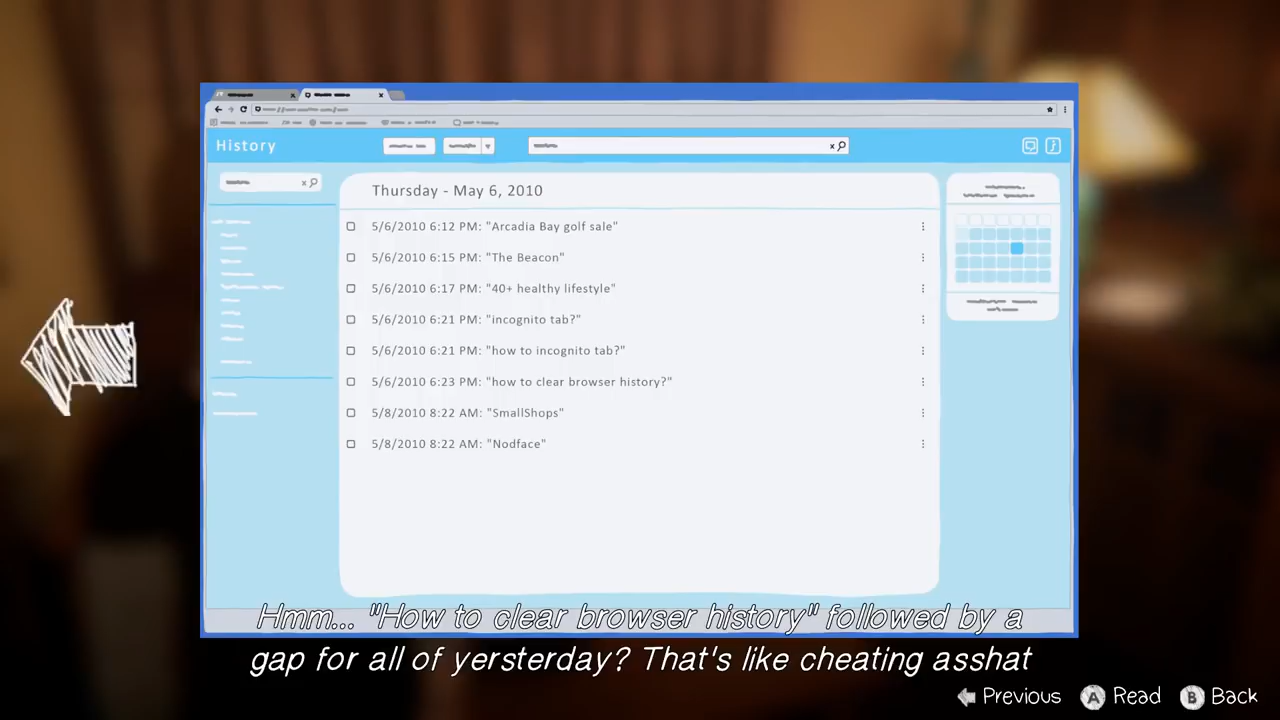 History
Thursday - May 6, 2010
5/6/2010 6:12 PM: "Arcadia Bay golf sale"
5/6/2010 6:15 PM: "The Beacon"
5/6/2010 6:17 PM: "40+ healthy lifestyle"
5/6/2010 6:21 PM: "incognito tab?"
5/6/2010 6:21 PM: "how to incognito tab?"
5/6/2010 6:23 PM: "how to clear browser history?"
5/8/2010 8:22 AM: "SmallShops"
5/8/2010 8:22 AM: "Nodface"
Hmm... "How to clear browser history" followed by a
gap for all of yersterday? That's like cheating asshat
Previous A Read B Back